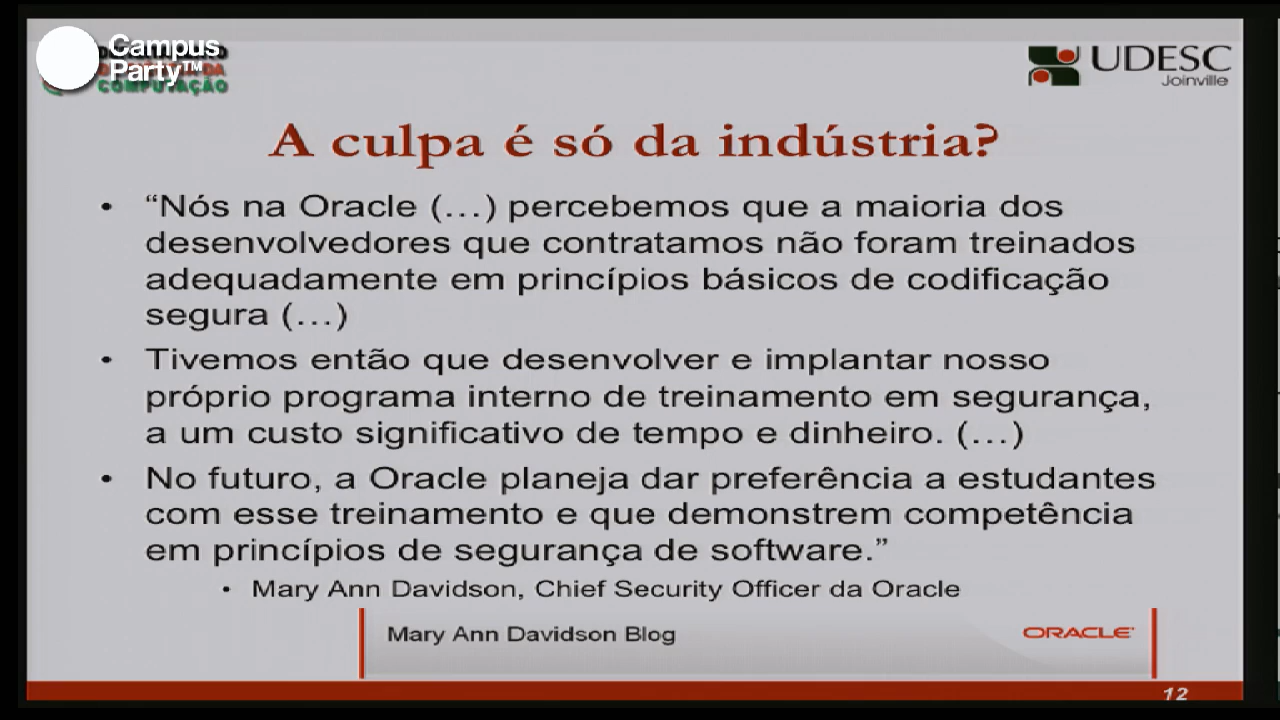 Campus
Party™
COMPUTAÇÃO
UDESC
Joinville
A culpa é só da indústria?
• “Nós na Oracle (...) percebemos que a maioria dos
desenvolvedores que contratamos não foram treinados
adequadamente em princípios básicos de codificação
segura (...)
• Tivemos então que desenvolver e implantar nosso
próprio programa interno de treinamento em segurança,
a um custo significativo de tempo e dinheiro. (...)
• No futuro, a Oracle planeja dar preferência a estudantes
com esse treinamento e que demonstrem competência
em princípios de segurança de software.”
• Mary Ann Davidson, Chief Security Officer da Oracle
Mary Ann Davidson Blog
ORACLE
12